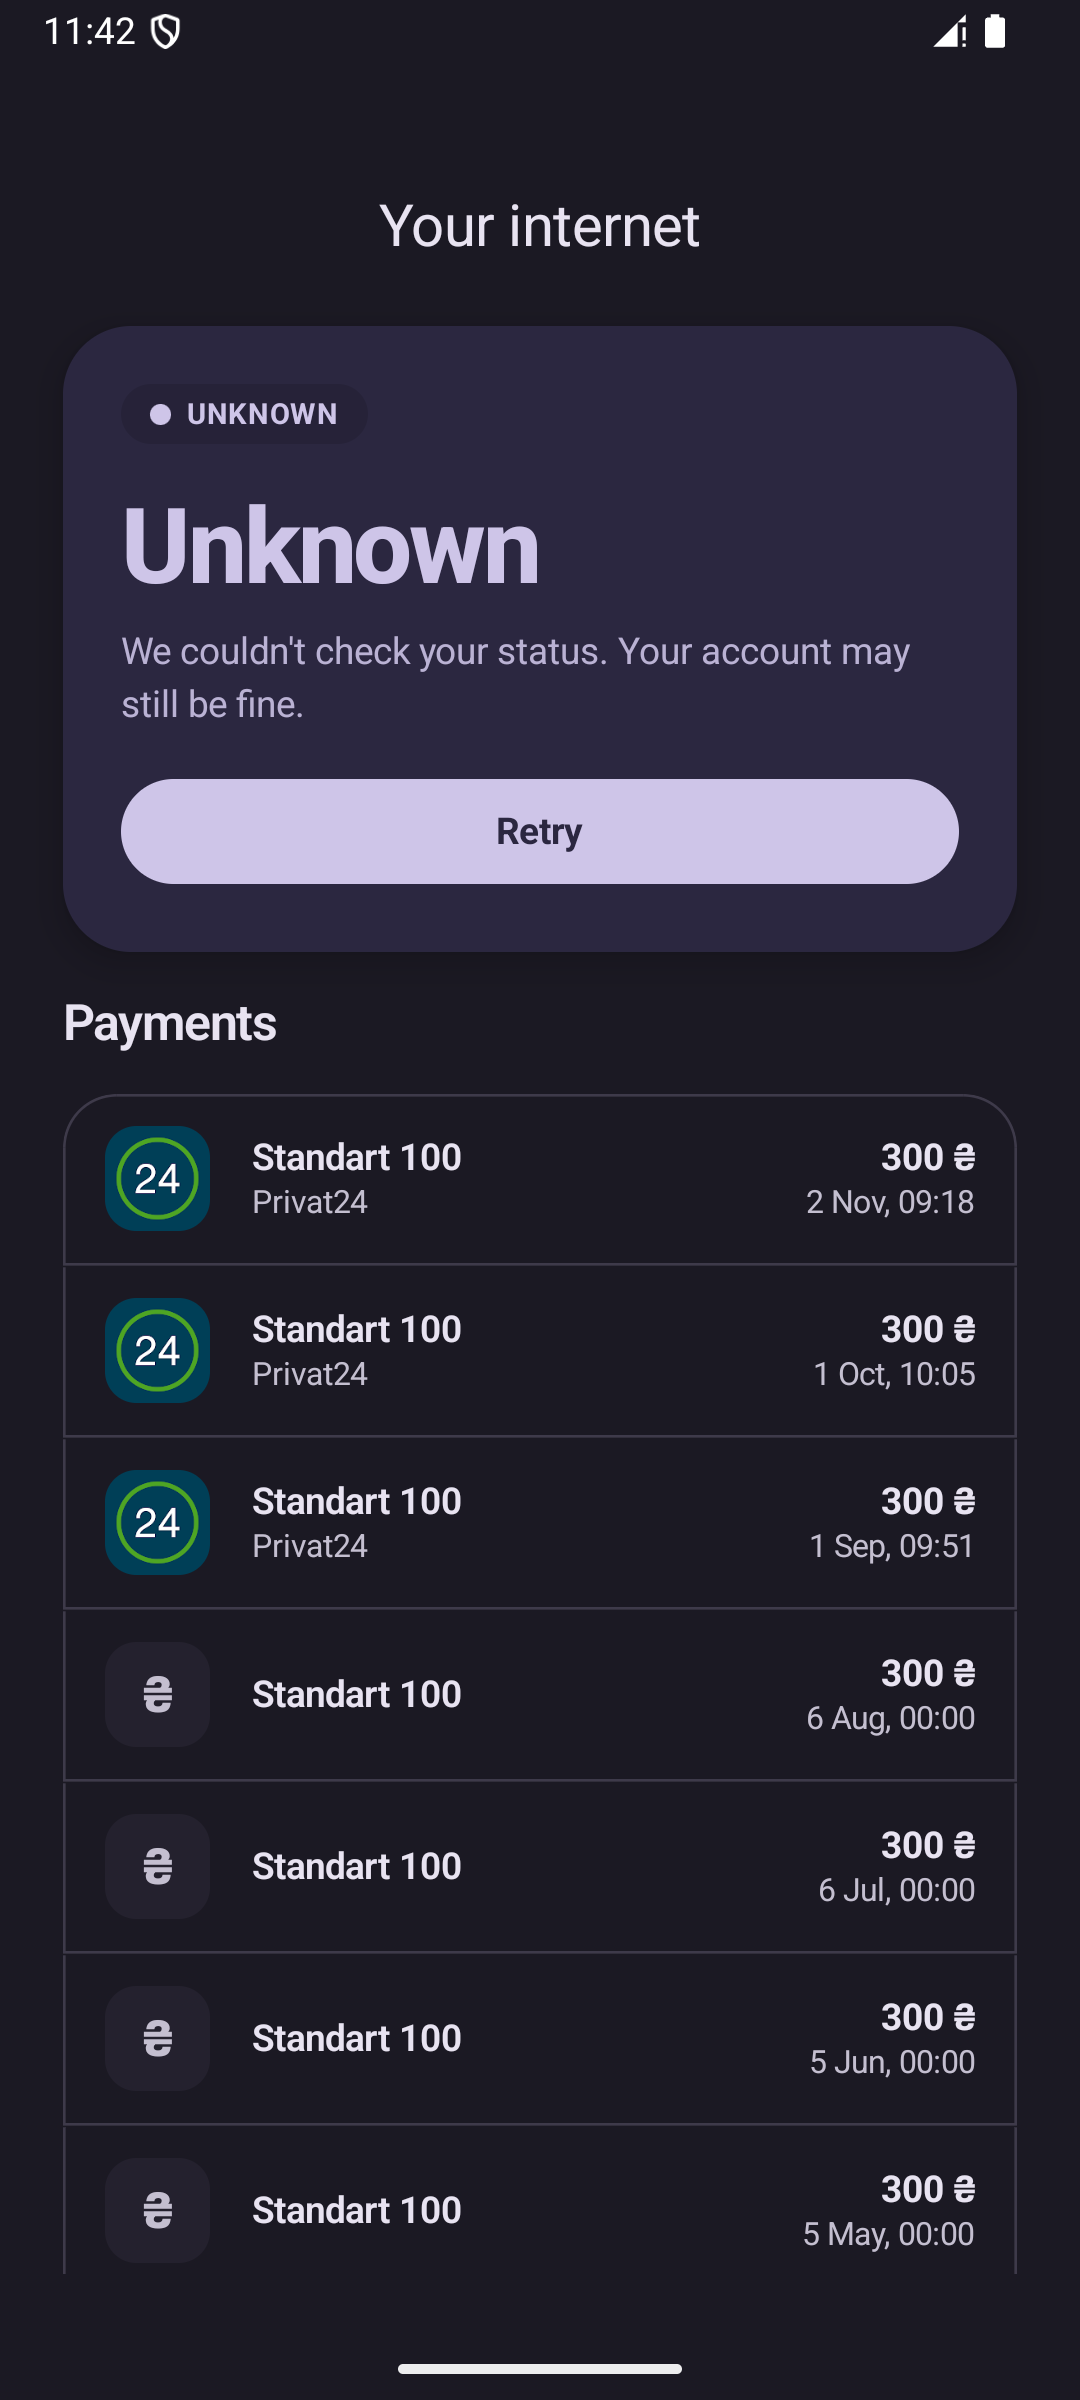 11:42
Your internet
UNKNOWN
Unknown
We couldn't check your status. Your account may
still be fine.
Retry
Payments
24
Standart 100
300 ₴
Privat24
2 Nov, 09:18
24
Standart 100
300 ₴
Privat24
1 Oct, 10:05
24
Standart 100
300 ₴
Privat24
1 Sep, 09:51
₴
Standart 100
300 ₴
6 Aug, 00:00
₴
Standart 100
300 ₴
6 Jul, 00:00
₴
Standart 100
300 ₴
5 Jun, 00:00
₴
Standart 100
300 ₴
5 May, 00:00